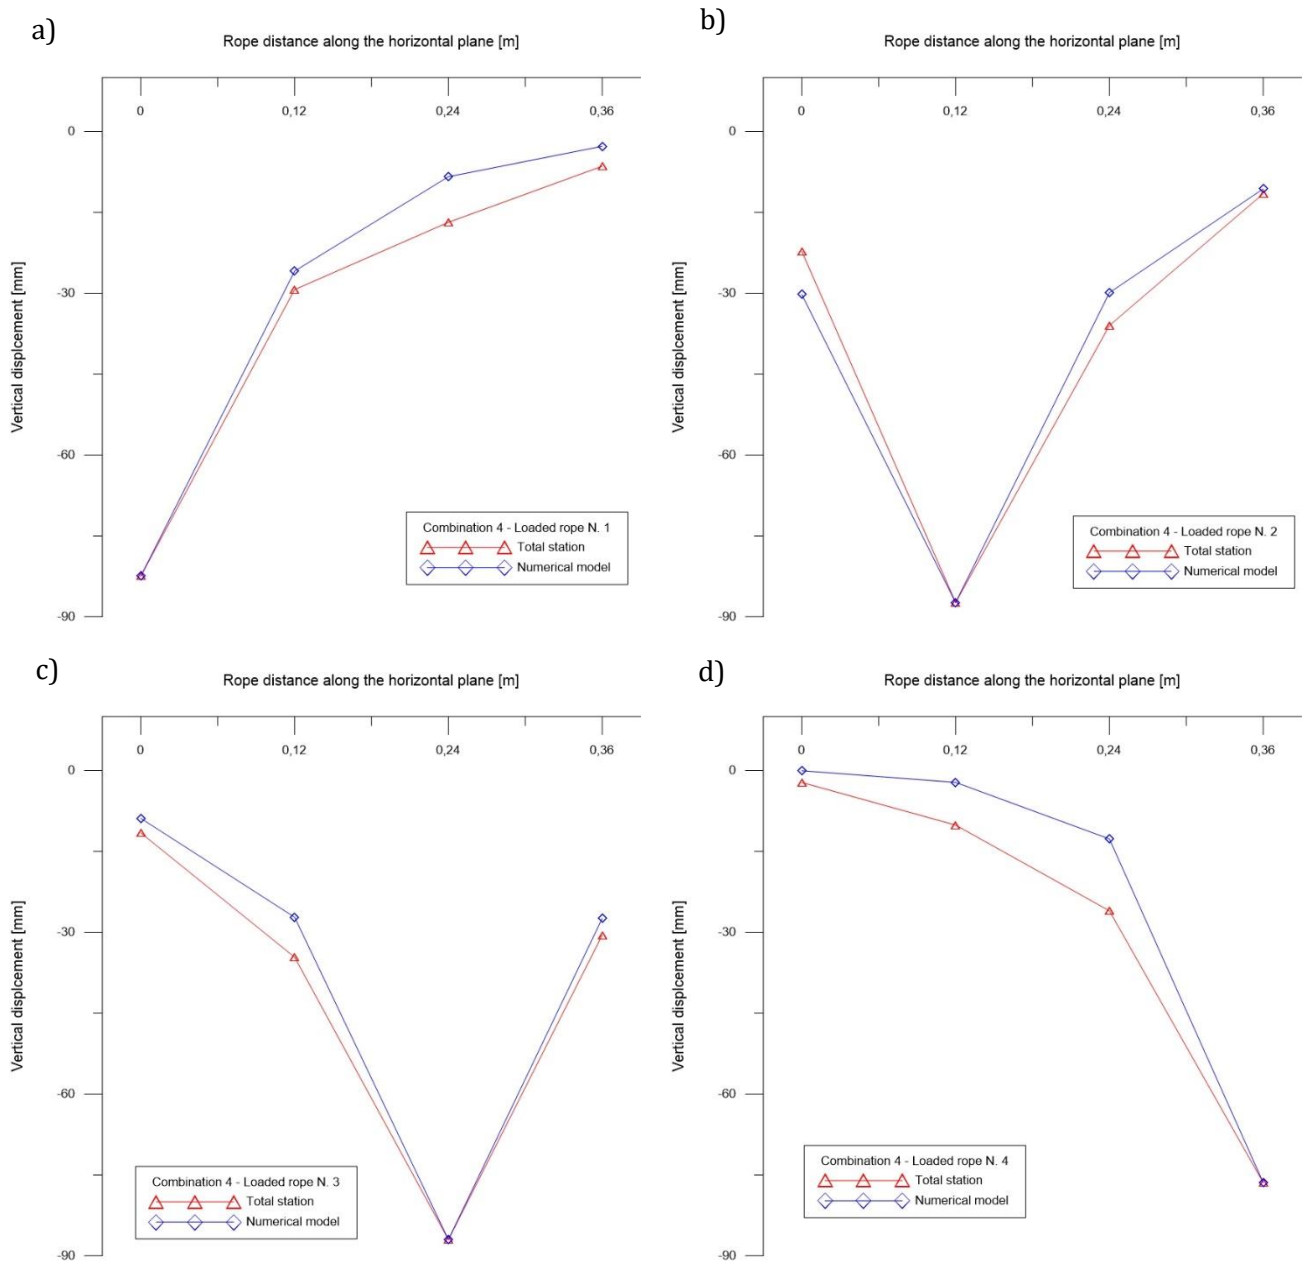 a)
Rope distance along the horizontal plane [m]
0 0,12 0,24 0,36
0
-30
-60
-90
Vertical displcement [mm]
Combination 4 - Loaded rope N. 1
Total station
Numerical model
b)
Rope distance along the horizontal plane [m]
0 0,12 0,24 0,36
0
-30
-60
-90
Vertical displcement [mm]
Combination 4 - Loaded rope N. 2
Total station
Numerical model
c)
Rope distance along the horizontal plane [m]
0 0,12 0,24 0,36
0
-30
-60
-90
Vertical displcement [mm]
Combination 4 - Loaded rope N. 3
Total station
Numerical model
d)
Rope distance along the horizontal plane [m]
0 0,12 0,24 0,36
0
-30
-60
-90
Vertical displcement [mm]
Combination 4 - Loaded rope N. 4
Total station
Numerical model